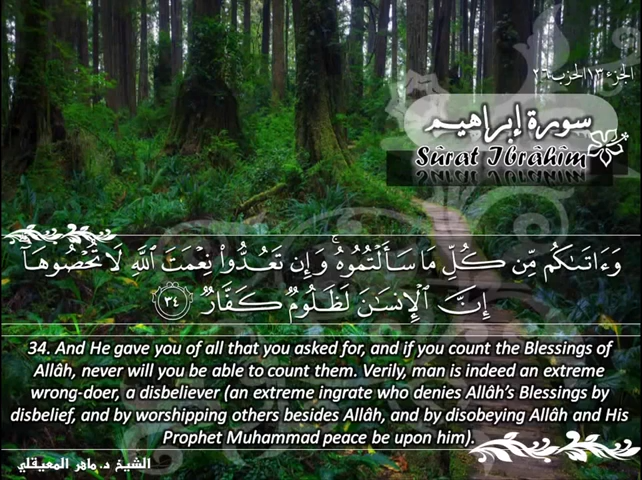 الجزء ١٣ الحزب ٢٦
سورة إبراهيم
Sûrat Ibrâhîm
وَءَاتَىٰكُم مِّن كُلِّ مَا سَأَلْتُمُوهُ ۚ وَإِن تَعُدُّوا۟ نِعْمَتَ ٱللَّهِ لَا تُحْصُوهَآ ۗ
إِنَّ ٱلْإِنسَٰنَ لَظَلُومٌ كَفَّارٌ ٣٤
34. And He gave you of all that you asked for, and if you count the Blessings of
Allâh, never will you be able to count them. Verily, man is indeed an extreme
wrong-doer, a disbeliever (an extreme ingrate who denies Allâh’s Blessings by
disbelief, and by worshipping others besides Allâh, and by disobeying Allâh and His
Prophet Muhammad peace be upon him).
الشيخ د. ماهر المعيقلي